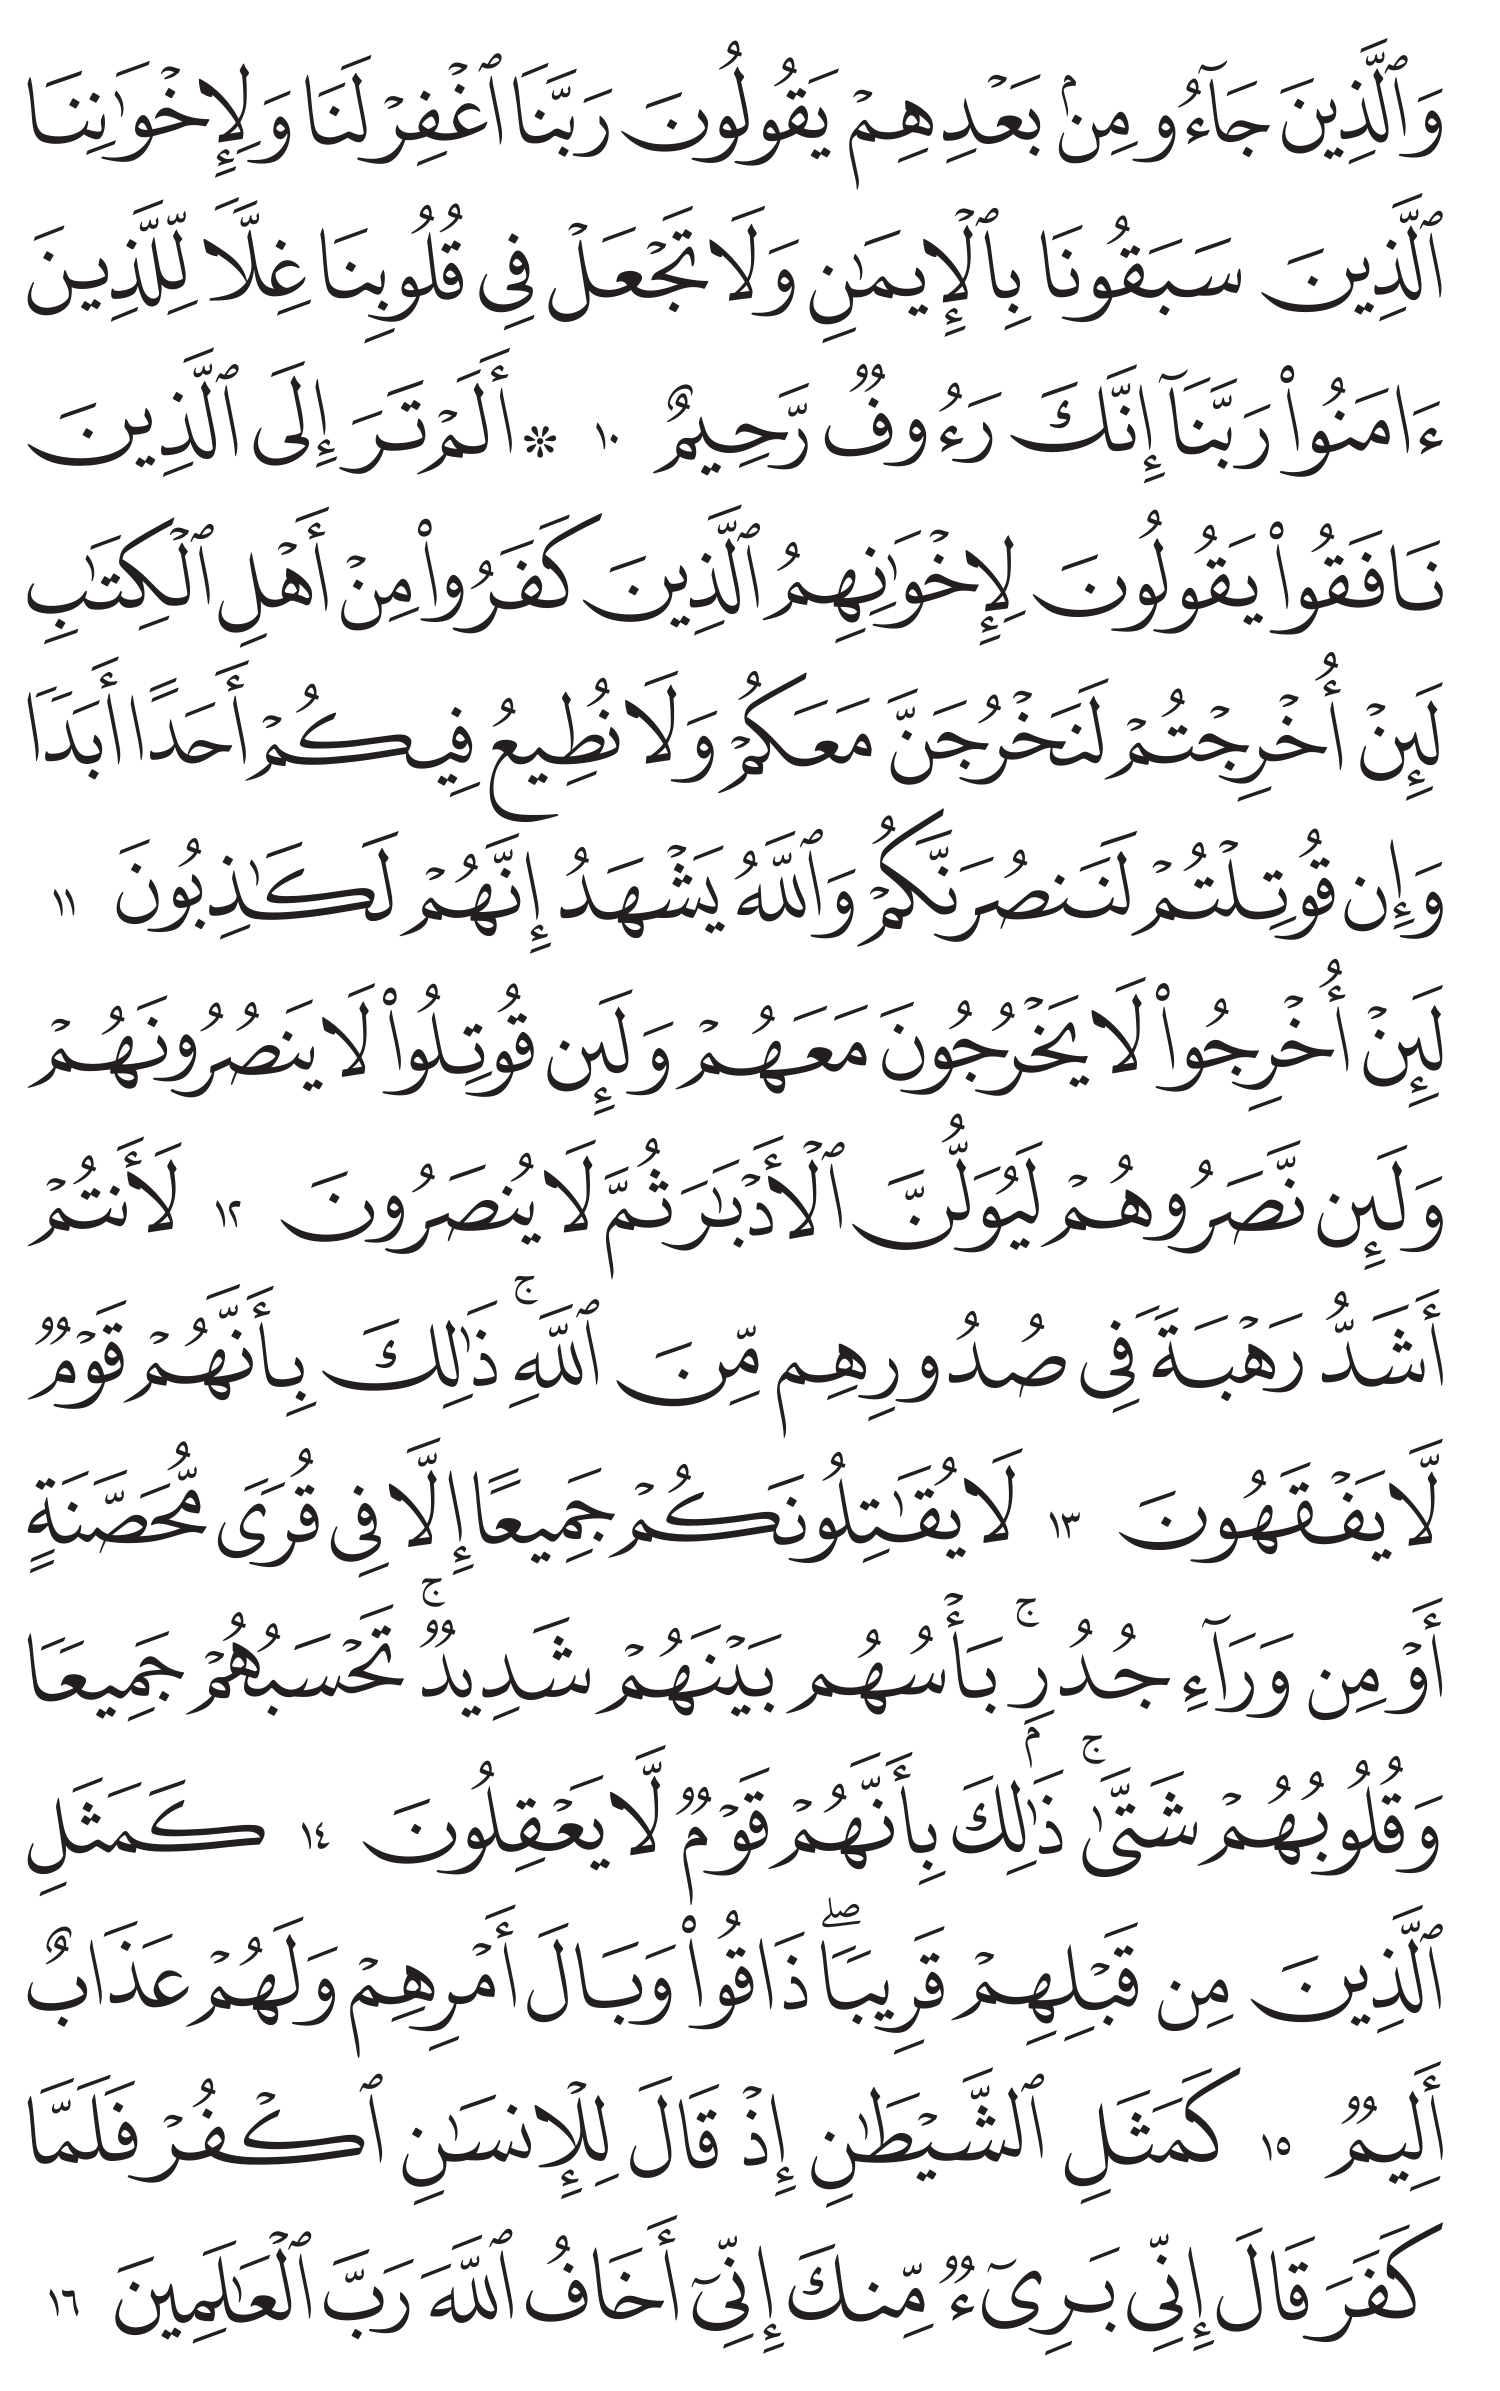 وَٱلَّذِينَ جَآءُو مِنۢ بَعْدِهِمْ يَقُولُونَ رَبَّنَا ٱغْفِرْ لَنَا وَلِإِخْوَٰنِنَا
ٱلَّذِينَ سَبَقُونَا بِٱلْإِيمَٰنِ وَلَا تَجْعَلْ فِى قُلُوبِنَا غِلًّا لِّلَّذِينَ
ءَامَنُوا۟ رَبَّنَآ إِنَّكَ رَءُوفٌ رَّحِيمٌ ١٠ ۞ أَلَمْ تَرَ إِلَى ٱلَّذِينَ
نَافَقُوا۟ يَقُولُونَ لِإِخْوَٰنِهِمُ ٱلَّذِينَ كَفَرُوا۟ مِنْ أَهْلِ ٱلْكِتَٰبِ
لَئِنْ أُخْرِجْتُمْ لَنَخْرُجَنَّ مَعَكُمْ وَلَا نُطِيعُ فِيكُمْ أَحَدًا أَبَدًا
وَإِن قُوتِلْتُمْ لَنَنصُرَنَّكُمْ وَٱللَّهُ يَشْهَدُ إِنَّهُمْ لَكَٰذِبُونَ ١١
لَئِنْ أُخْرِجُوا۟ لَا يَخْرُجُونَ مَعَهُمْ وَلَئِن قُوتِلُوا۟ لَا يَنصُرُونَهُمْ
وَلَئِن نَّصَرُوهُمْ لَيُوَلُّنَّ ٱلْأَدْبَٰرَ ثُمَّ لَا يُنصَرُونَ ١٢ لَأَنتُمْ
أَشَدُّ رَهْبَةً فِى صُدُورِهِم مِّنَ ٱللَّهِ ۚ ذَٰلِكَ بِأَنَّهُمْ قَوْمٌ
لَّا يَفْقَهُونَ ١٣ لَا يُقَٰتِلُونَكُمْ جَمِيعًا إِلَّا فِى قُرًى مُّحَصَّنَةٍ
أَوْ مِن وَرَآءِ جُدُرٍۭ ۚ بَأْسُهُم بَيْنَهُمْ شَدِيدٌ ۚ تَحْسَبُهُمْ جَمِيعًا
وَقُلُوبُهُمْ شَتَّىٰ ۚ ذَٰلِكَ بِأَنَّهُمْ قَوْمٌ لَّا يَعْقِلُونَ ١٤ كَمَثَلِ
ٱلَّذِينَ مِن قَبْلِهِمْ قَرِيبًا ۖ ذَاقُوا۟ وَبَالَ أَمْرِهِمْ وَلَهُمْ عَذَابٌ
أَلِيمٌ ١٥ كَمَثَلِ ٱلشَّيْطَٰنِ إِذْ قَالَ لِلْإِنسَٰنِ ٱكْفُرْ فَلَمَّا
كَفَرَ قَالَ إِنِّى بَرِىٓءٌ مِّنكَ إِنِّىٓ أَخَافُ ٱللَّهَ رَبَّ ٱلْعَٰلَمِينَ ١٦